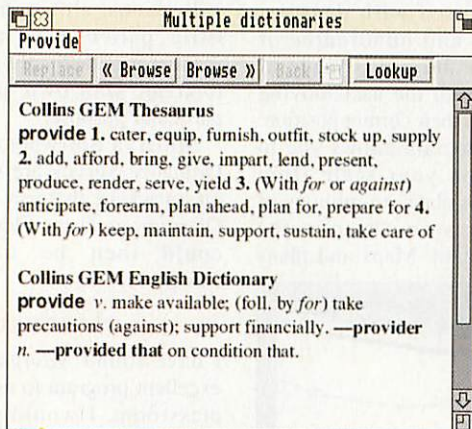 Multiple dictionaries
Provide
Replace « Browse Browse » Back Lookup
Collins GEM Thesaurus
provide 1. cater, equip, furnish, outfit, stock up, supply
2. add, afford, bring, give, impart, lend, present,
produce, render, serve, yield 3. (With for or against)
anticipate, forearm, plan ahead, plan for, prepare for 4.
(With for) keep, maintain, support, sustain, take care of
Collins GEM English Dictionary
provide v. make available; (foll. by for) take
precautions (against); support financially. —provider
n. —provided that on condition that.